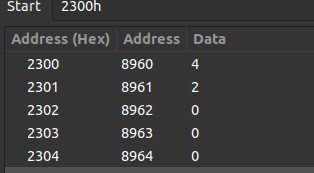 Start 2300h
Address (Hex) Address Data
2300 8960 4
2301 8961 2
2302 8962 0
2303 8963 0
2304 8964 0